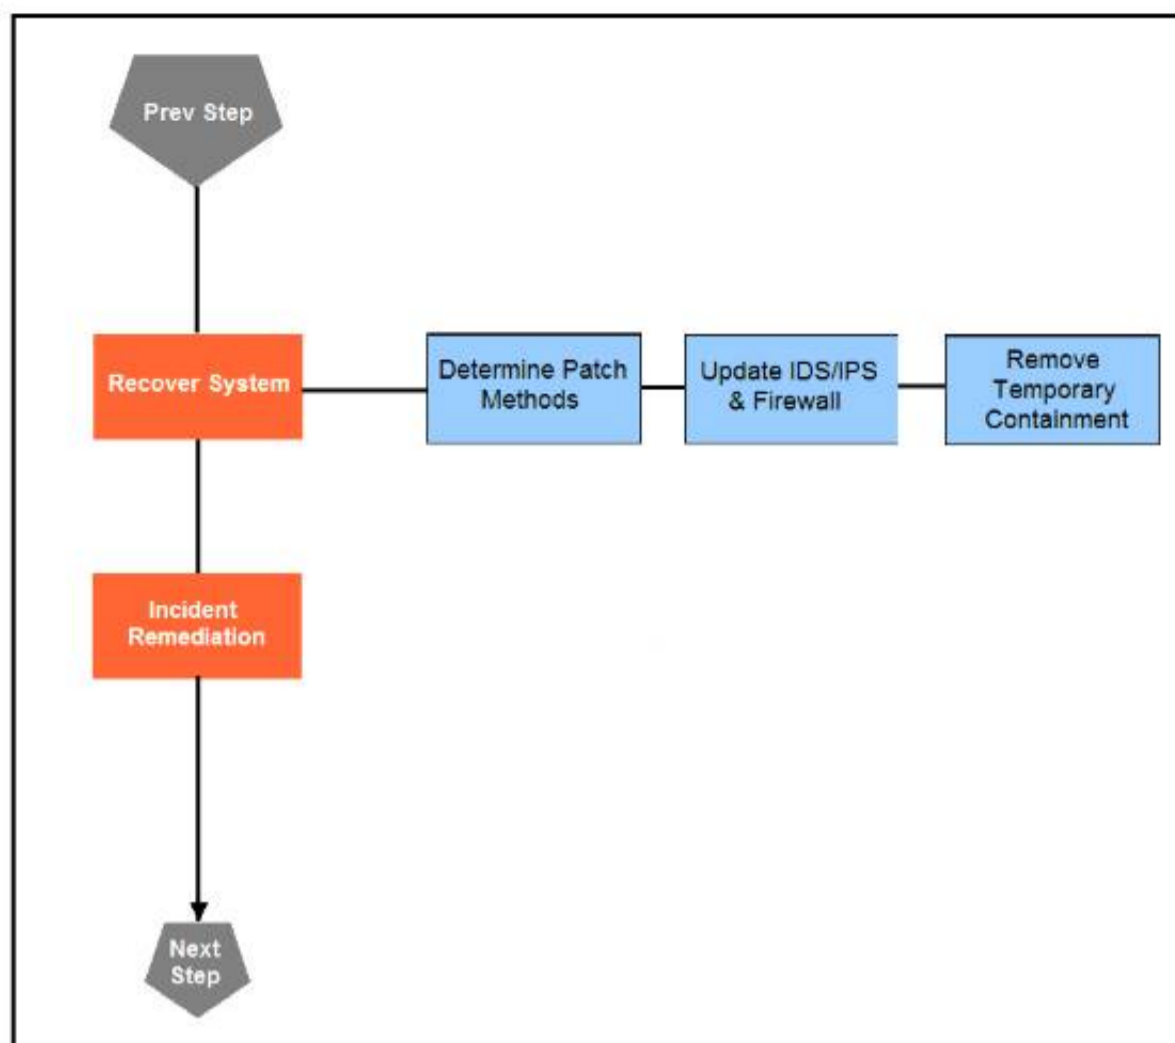 Prev Step
Recover System
Determine Patch
Methods
Update IDS/IPS
& Firewall
Remove
Temporary
Containment
Incident
Remediation
Next
Step